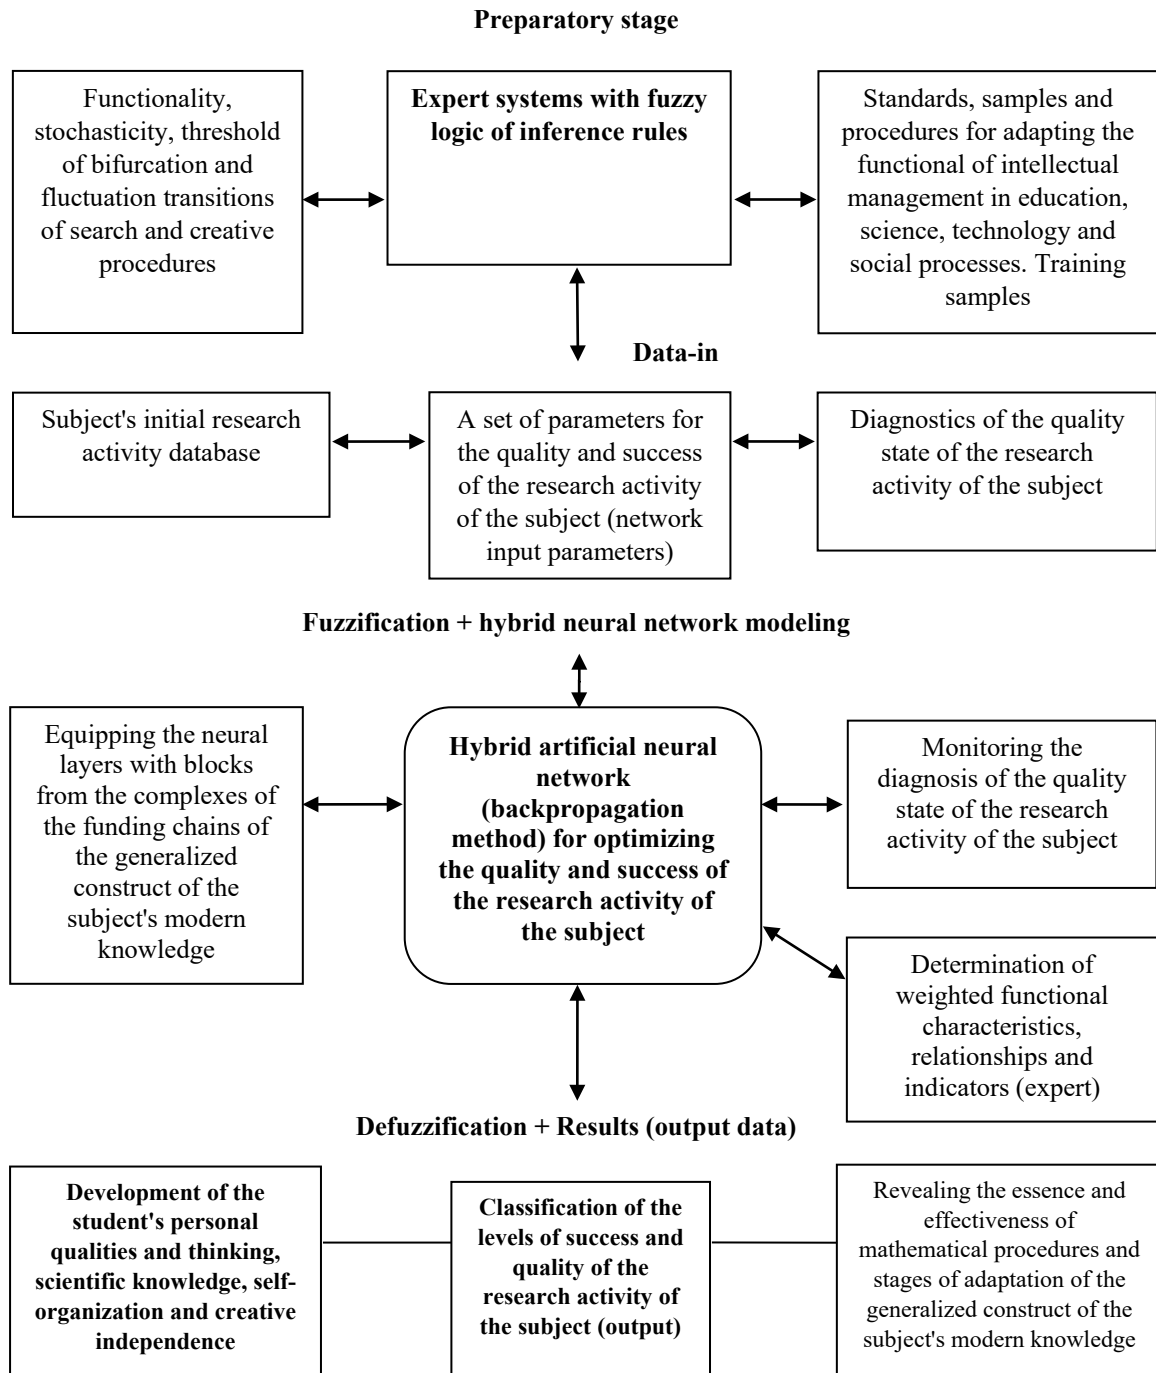 Preparatory stage
Functionality,
stochasticity, threshold
of bifurcation and
fluctuation transitions
of search and creative
procedures
Expert systems with fuzzy
logic of inference rules
Standards, samples and
procedures for adapting the
functional of intellectual
management in education,
science, technology and
social processes. Training
samples
Data-in
Subject's initial research
activity database
A set of parameters for
the quality and success
of the research activity
of the subject (network
input parameters)
Diagnostics of the quality
state of the research
activity of the subject
Fuzzification + hybrid neural network modeling
Equipping the neural
layers with blocks
from the complexes of
the funding chains of
the generalized
construct of the
subject's modern
knowledge
Hybrid artificial neural
network
(backpropagation
method) for optimizing
the quality and success of
the research activity of
the subject
Monitoring the
diagnosis of the quality
state of the research
activity of the subject
Determination of
weighted functional
characteristics,
relationships and
indicators (expert)
Defuzzification + Results (output data)
Development of the
student's personal
qualities and thinking,
scientific knowledge, self-
organization and creative
independence
Classification of the
levels of success and
quality of the
research activity of
the subject (output)
Revealing the essence and
effectiveness of
mathematical procedures and
stages of adaptation of the
generalized construct of the
subject's modern knowledge